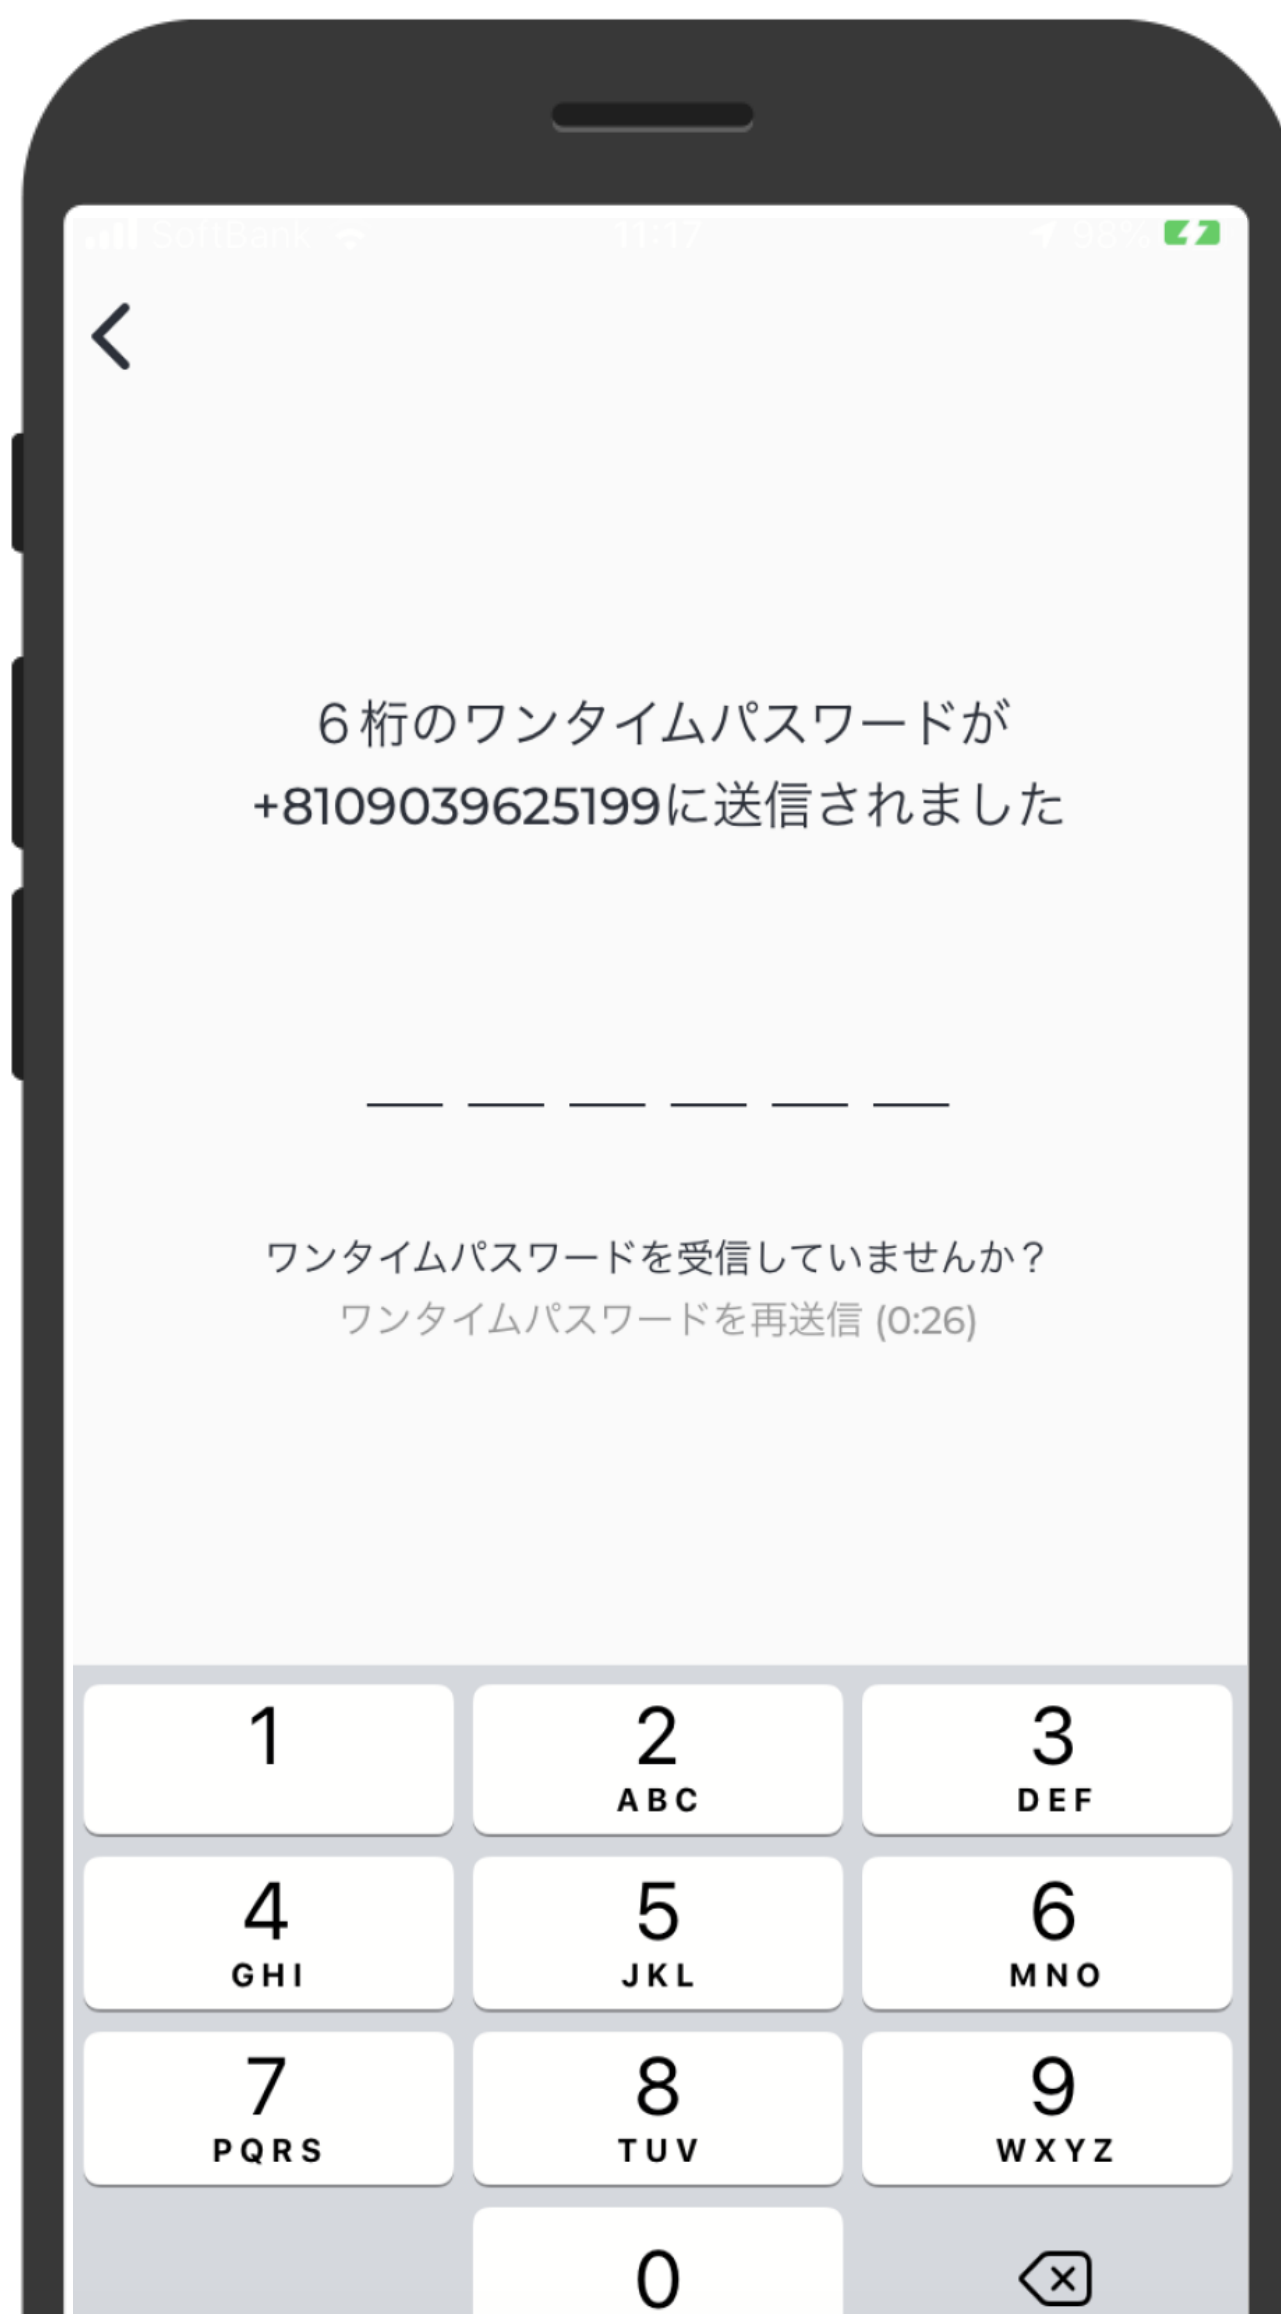 SoftBank 11:17 98%
6桁のワンタイムパスワードが
+8109039625199に送信されました
ワンタイムパスワードを受信していませんか？
ワンタイムパスワードを再送信 (0:26)
1 2 3
ABC DEF
4 5 6
GHI JKL MNO
7 8 9
PQRS TUV WXYZ
0